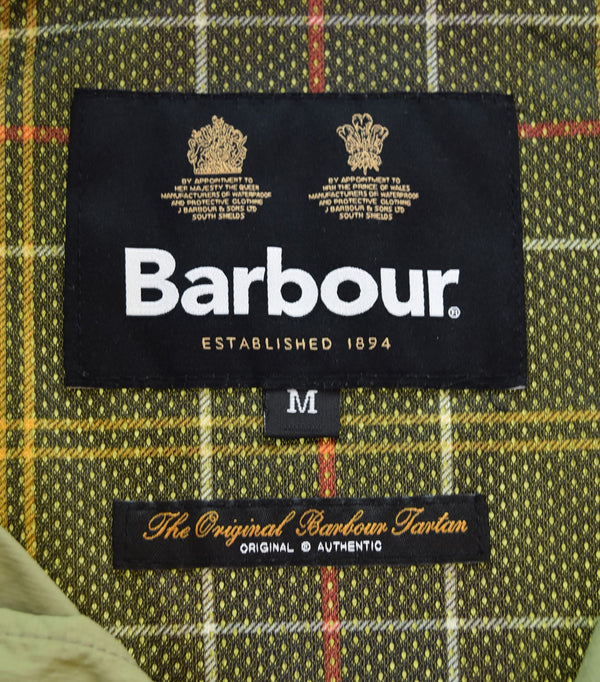 BY APPOINTMENT TO
HER MAJESTY THE QUEEN
MANUFACTURERS OF WATERPROOF
AND PROTECTIVE CLOTHING
J BARBOUR & SONS LTD
SOUTH SHIELDS
BY APPOINTMENT TO
HRH THE PRINCE OF WALES
MANUFACTURERS OF WATERPROOF
AND PROTECTIVE CLOTHING
J BARBOUR & SONS LTD
SOUTH SHIELDS
Barbour®
ESTABLISHED 1894
M
The Original Barbour Tartan
ORIGINAL ® AUTHENTIC